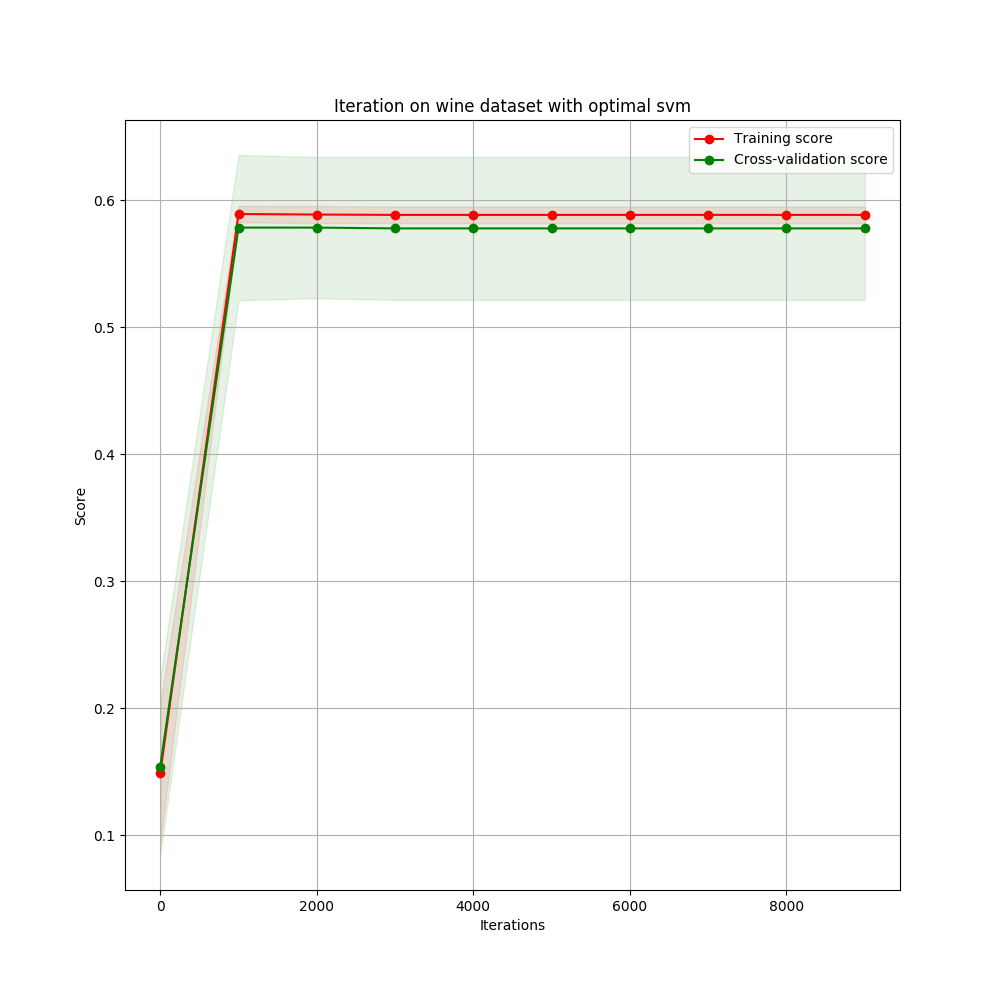 Iteration on wine dataset with optimal svm
Training score
Cross-validation score
0.6
0.5
0.4
0.3
0.2
0.1
Score
0 2000 4000 6000 8000
Iterations